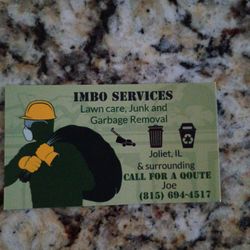 IMBO SERVICES
Lawn care, Junk and
Garbage Removal
Joliet, IL
& surrounding
CALL FOR A QOUTE
Joe
(815) 694-4517